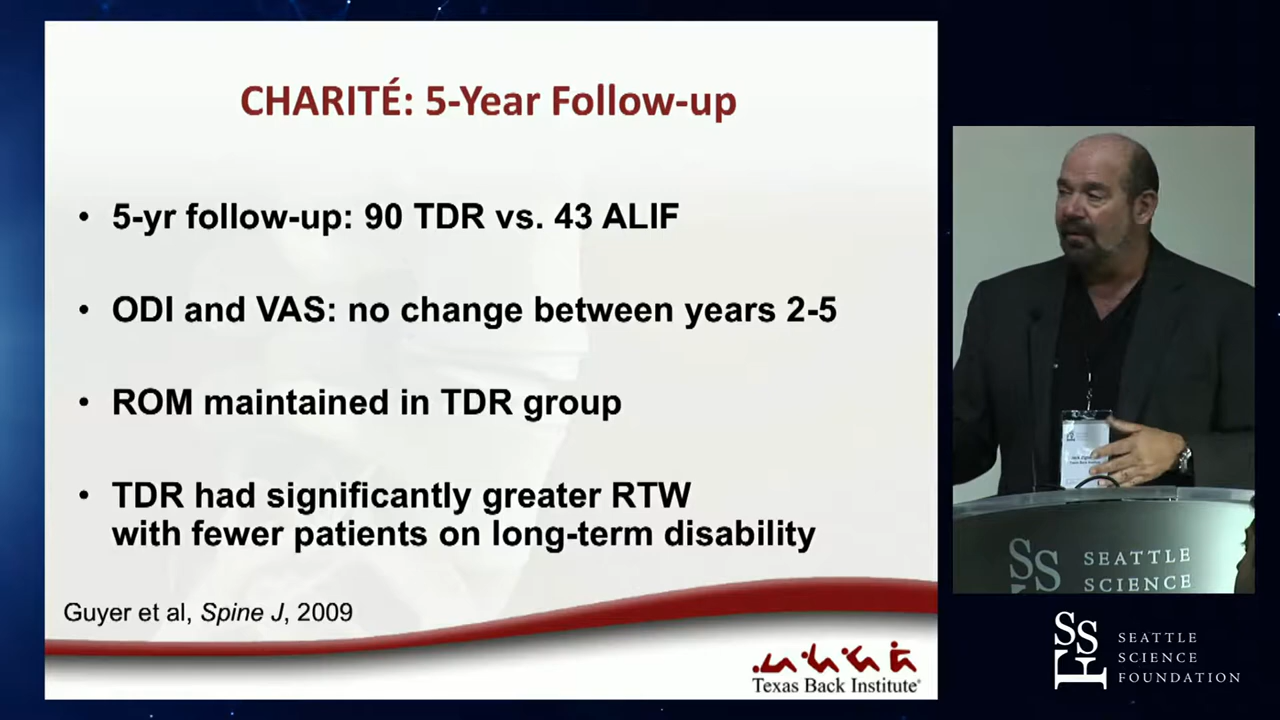 CHARITÉ: 5-Year Follow-up
• 5-yr follow-up: 90 TDR vs. 43 ALIF
• ODI and VAS: no change between years 2-5
• ROM maintained in TDR group
• TDR had significantly greater RTW
with fewer patients on long-term disability
Guyer et al, Spine J, 2009
Texas Back Institute
SSF
SEATTLE
SCIENCE
SSF
SEATTLE
SCIENCE
FOUNDATION